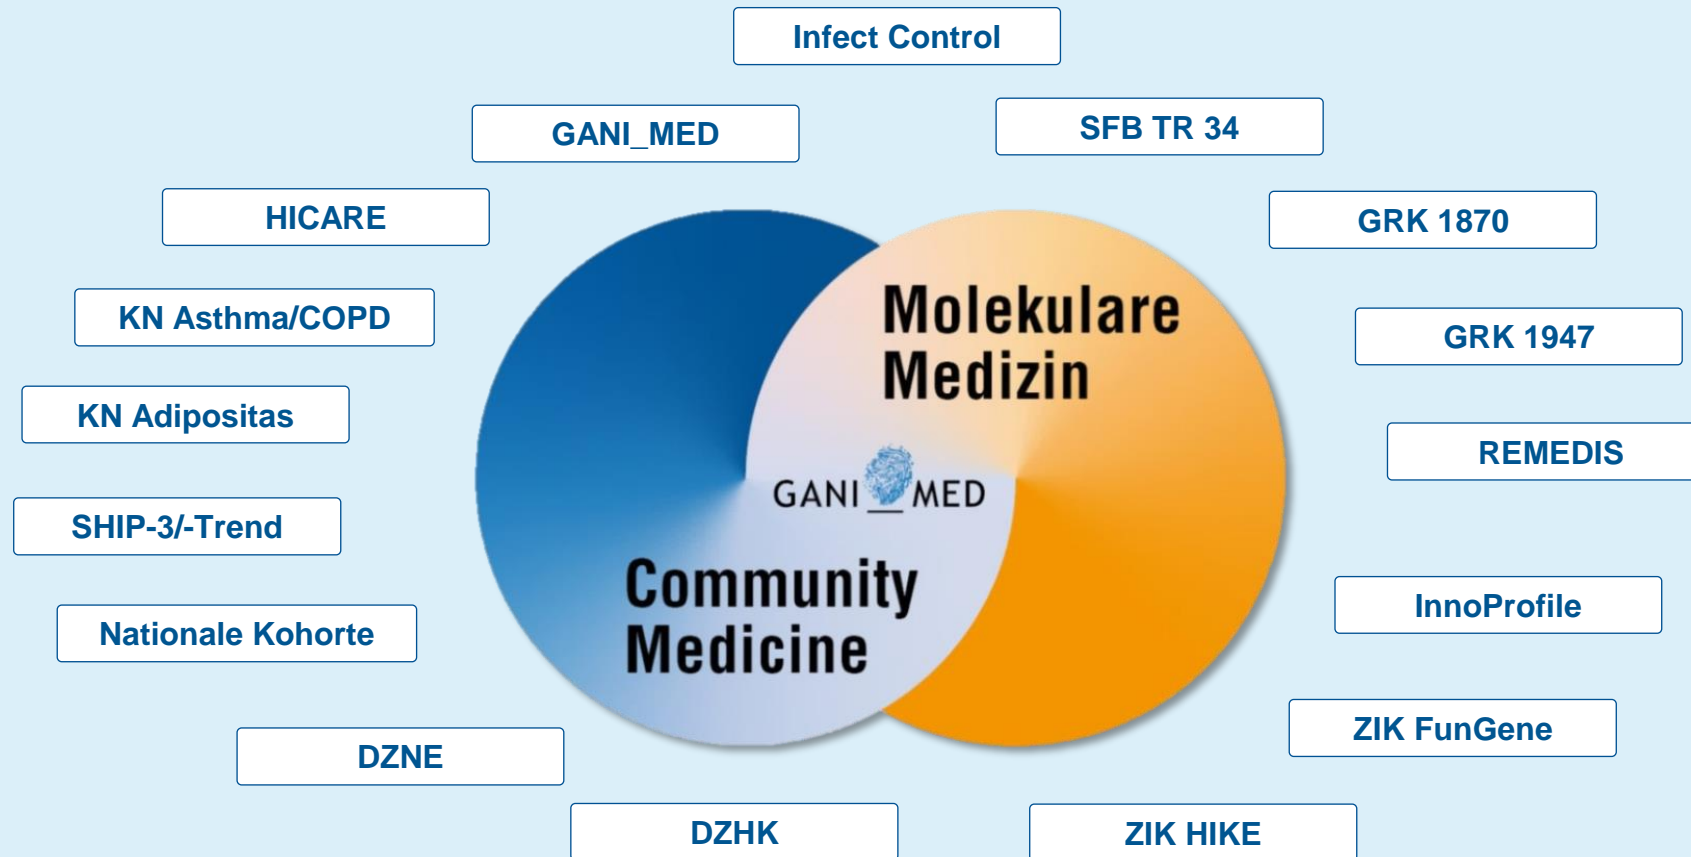 Infect Control
GANI_MED
SFB TR 34
HICARE
GRK 1870
KN Asthma/COPD
GRK 1947
KN Adipositas
REMEDIS
SHIP-3/-Trend
InnoProfile
Nationale Kohorte
ZIK FunGene
DZNE
DZHK
ZIK HIKE
Molekulare
Medizin
GANI_MED
Community
Medicine